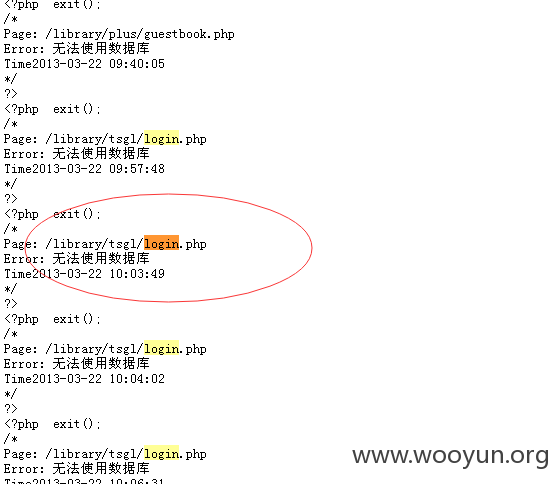 <?php  exit();
/*
Page: /library/plus/guestbook.php
Error: 无法使用数据库
Time2013-03-22 09:40:05
*/
?>
<?php  exit();
/*
Page: /library/tsgl/login.php
Error: 无法使用数据库
Time2013-03-22 09:57:48
*/
?>
<?php  exit();
/*
Page: /library/tsgl/login.php
Error: 无法使用数据库
Time2013-03-22 10:03:49
*/
?>
<?php  exit();
/*
Page: /library/tsgl/login.php
Error: 无法使用数据库
Time2013-03-22 10:04:02
*/
?>
<?php  exit();
/*
Page: /library/tsgl/login.php
Error: 无法使用数据库
Time2013-03-22 10:06:31
www.wooyun.org